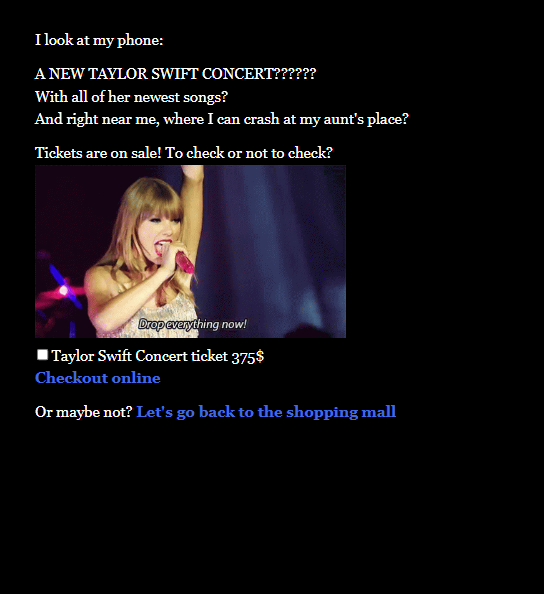 I look at my phone:
A NEW TAYLOR SWIFT CONCERT??????
With all of her newest songs?
And right near me, where I can crash at my aunt's place?
Tickets are on sale! To check or not to check?
Drop everything now!
Taylor Swift Concert ticket 375$
Checkout online
Or maybe not? Let's go back to the shopping mall